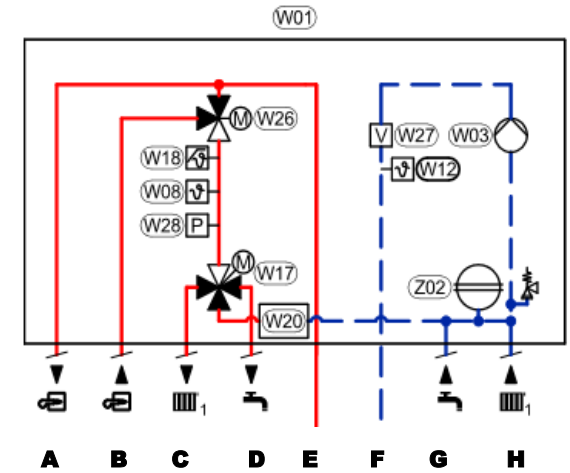 W01
M W26
V W27 W03
W18
ϑ W12
W08 ϑ
W28 P
M W17
Z02
W20
1 1
A B C D E F G H